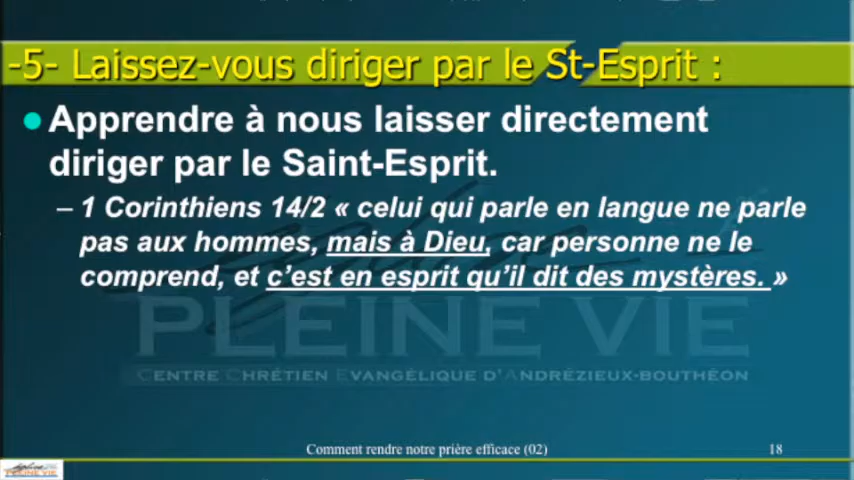 -5- Laissez-vous diriger par le St-Esprit :
Apprendre à nous laisser directement
diriger par le Saint-Esprit.
– 1 Corinthiens 14/2 « celui qui parle en langue ne parle
pas aux hommes, mais à Dieu, car personne ne le
comprend, et c’est en esprit qu’il dit des mystères. »
PLEINE VIE
CENTRE CHRÉTIEN EVANGÉLIQUE D'ANDRÉZIEUX-BOUTHÉON
Comment rendre notre prière efficace (02)
18
PLEINE VIE